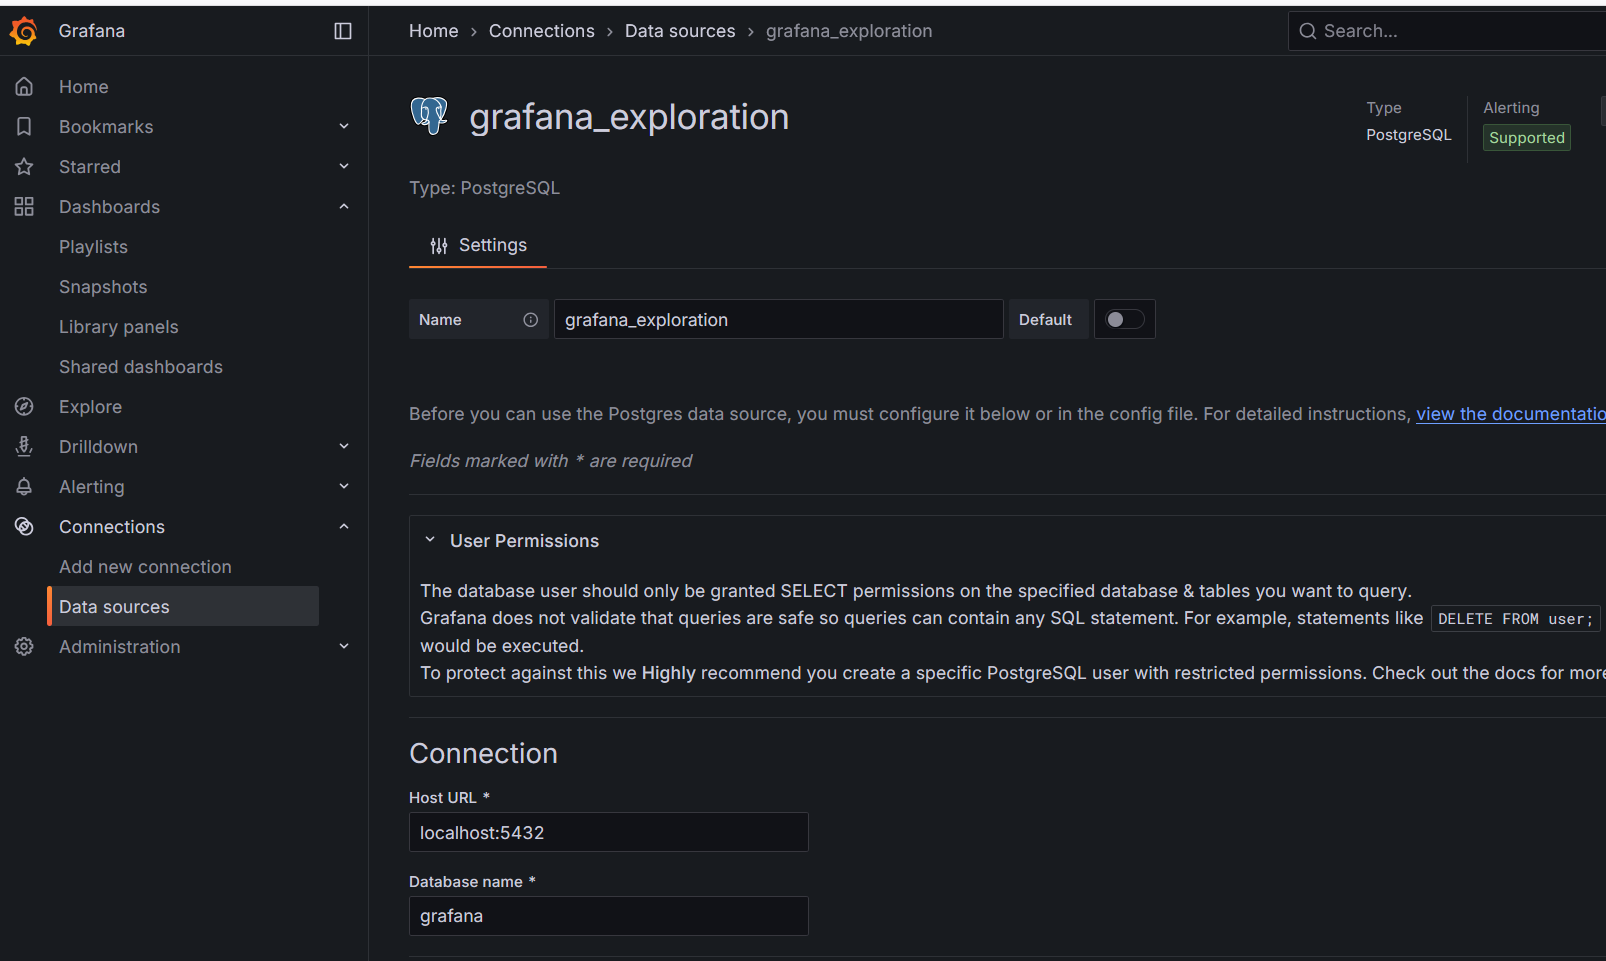 Grafana
Home › Connections › Data sources › grafana_exploration
Search...
Home
Bookmarks
Starred
Dashboards
Playlists
Snapshots
Library panels
Shared dashboards
Explore
Drilldown
Alerting
Connections
Add new connection
Data sources
Administration
grafana_exploration
Type
PostgreSQL
Alerting
Supported
Type: PostgreSQL
Settings
Name
grafana_exploration
Default
Before you can use the Postgres data source, you must configure it below or in the config file. For detailed instructions, view the documentatio
Fields marked with * are required
User Permissions
The database user should only be granted SELECT permissions on the specified database & tables you want to query.
Grafana does not validate that queries are safe so queries can contain any SQL statement. For example, statements like DELETE FROM user;
would be executed.
To protect against this we Highly recommend you create a specific PostgreSQL user with restricted permissions. Check out the docs for more
Connection
Host URL *
localhost:5432
Database name *
grafana